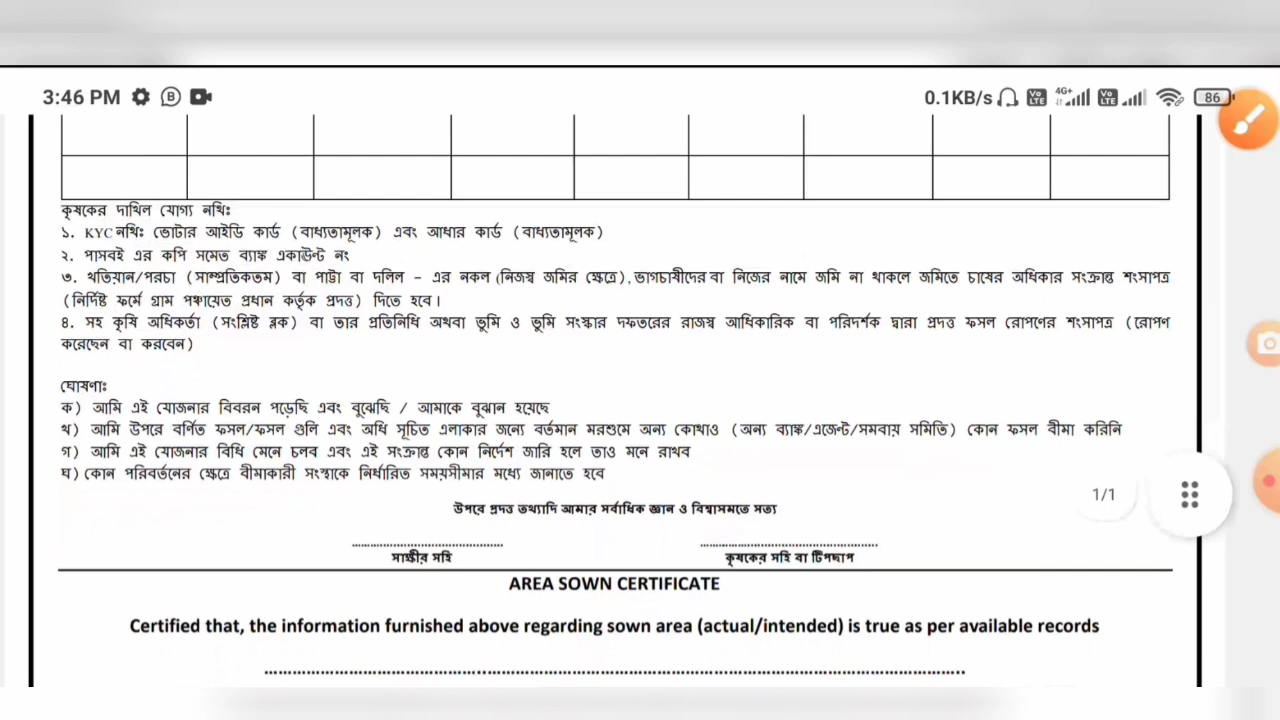 3:46 PM B 0.1KB/s Vo LTE 4G+ Vo LTE 86
কৃষকের দাখিল যোগ্য নথিঃ
১. KYC নথিঃ ভোটার আইডি কার্ড (বাধ্যতামূলক) এবং আধার কার্ড (বাধ্যতামূলক)
২. পাসবই এর কপি সমেত ব্যাঙ্ক একাউন্ট নং
৩. খতিয়ান/পরচা (সাম্প্রতিকতম) বা পাট্টা বা দলিল – এর নকল (নিজস্ব জমির ক্ষেত্রে), ভাগচাষীদের বা নিজের নামে জমি না থাকলে জমিতে চাষের অধিকার সংক্রান্ত শংসাপত্র
(নির্দিষ্ট ফর্মে গ্রাম পঞ্চায়েত প্রধান কর্তৃক প্রদত্ত) দিতে হবে।
৪. সহ কৃষি অধিকর্তা (সংশ্লিষ্ট ব্লক) বা তার প্রতিনিধি অথবা ভূমি ও ভূমি সংস্কার দফতরের রাজস্ব আধিকারিক বা পরিদর্শক দ্বারা প্রদত্ত ফসল রোপণের শংসাপত্র (রোপণ
করেছেন বা করবেন)
ঘোষণাঃ
ক) আমি এই যোজনার বিবরন পড়েছি এবং বুঝেছি / আমাকে বুঝান হয়েছে
খ) আমি উপরে বর্ণিত ফসল/ফসল গুলি এবং অধি সূচিত এলাকার জন্যে বর্তমান মরশুমে অন্য কোথাও (অন্য ব্যাঙ্ক/এজেন্ট/সমবায় সমিতি) কোন ফসল বীমা করিনি
গ) আমি এই যোজনার বিধি মেনে চলব এবং এই সংক্রান্ত কোন নির্দেশ জারি হলে তাও মনে রাখব
ঘ) কোন পরিবর্তনের ক্ষেত্রে বীমাকারী সংস্থাকে নির্ধারিত সময়সীমার মধ্যে জানাতে হবে
1/1
উপরে প্রদত্ত তথ্যাদি আমার সর্বাধিক জ্ঞান ও বিশ্বাসমতে সত্য
সাক্ষীর সহি কৃষকের সহি বা টিপছাপ
AREA SOWN CERTIFICATE
Certified that, the information furnished above regarding sown area (actual/intended) is true as per available records